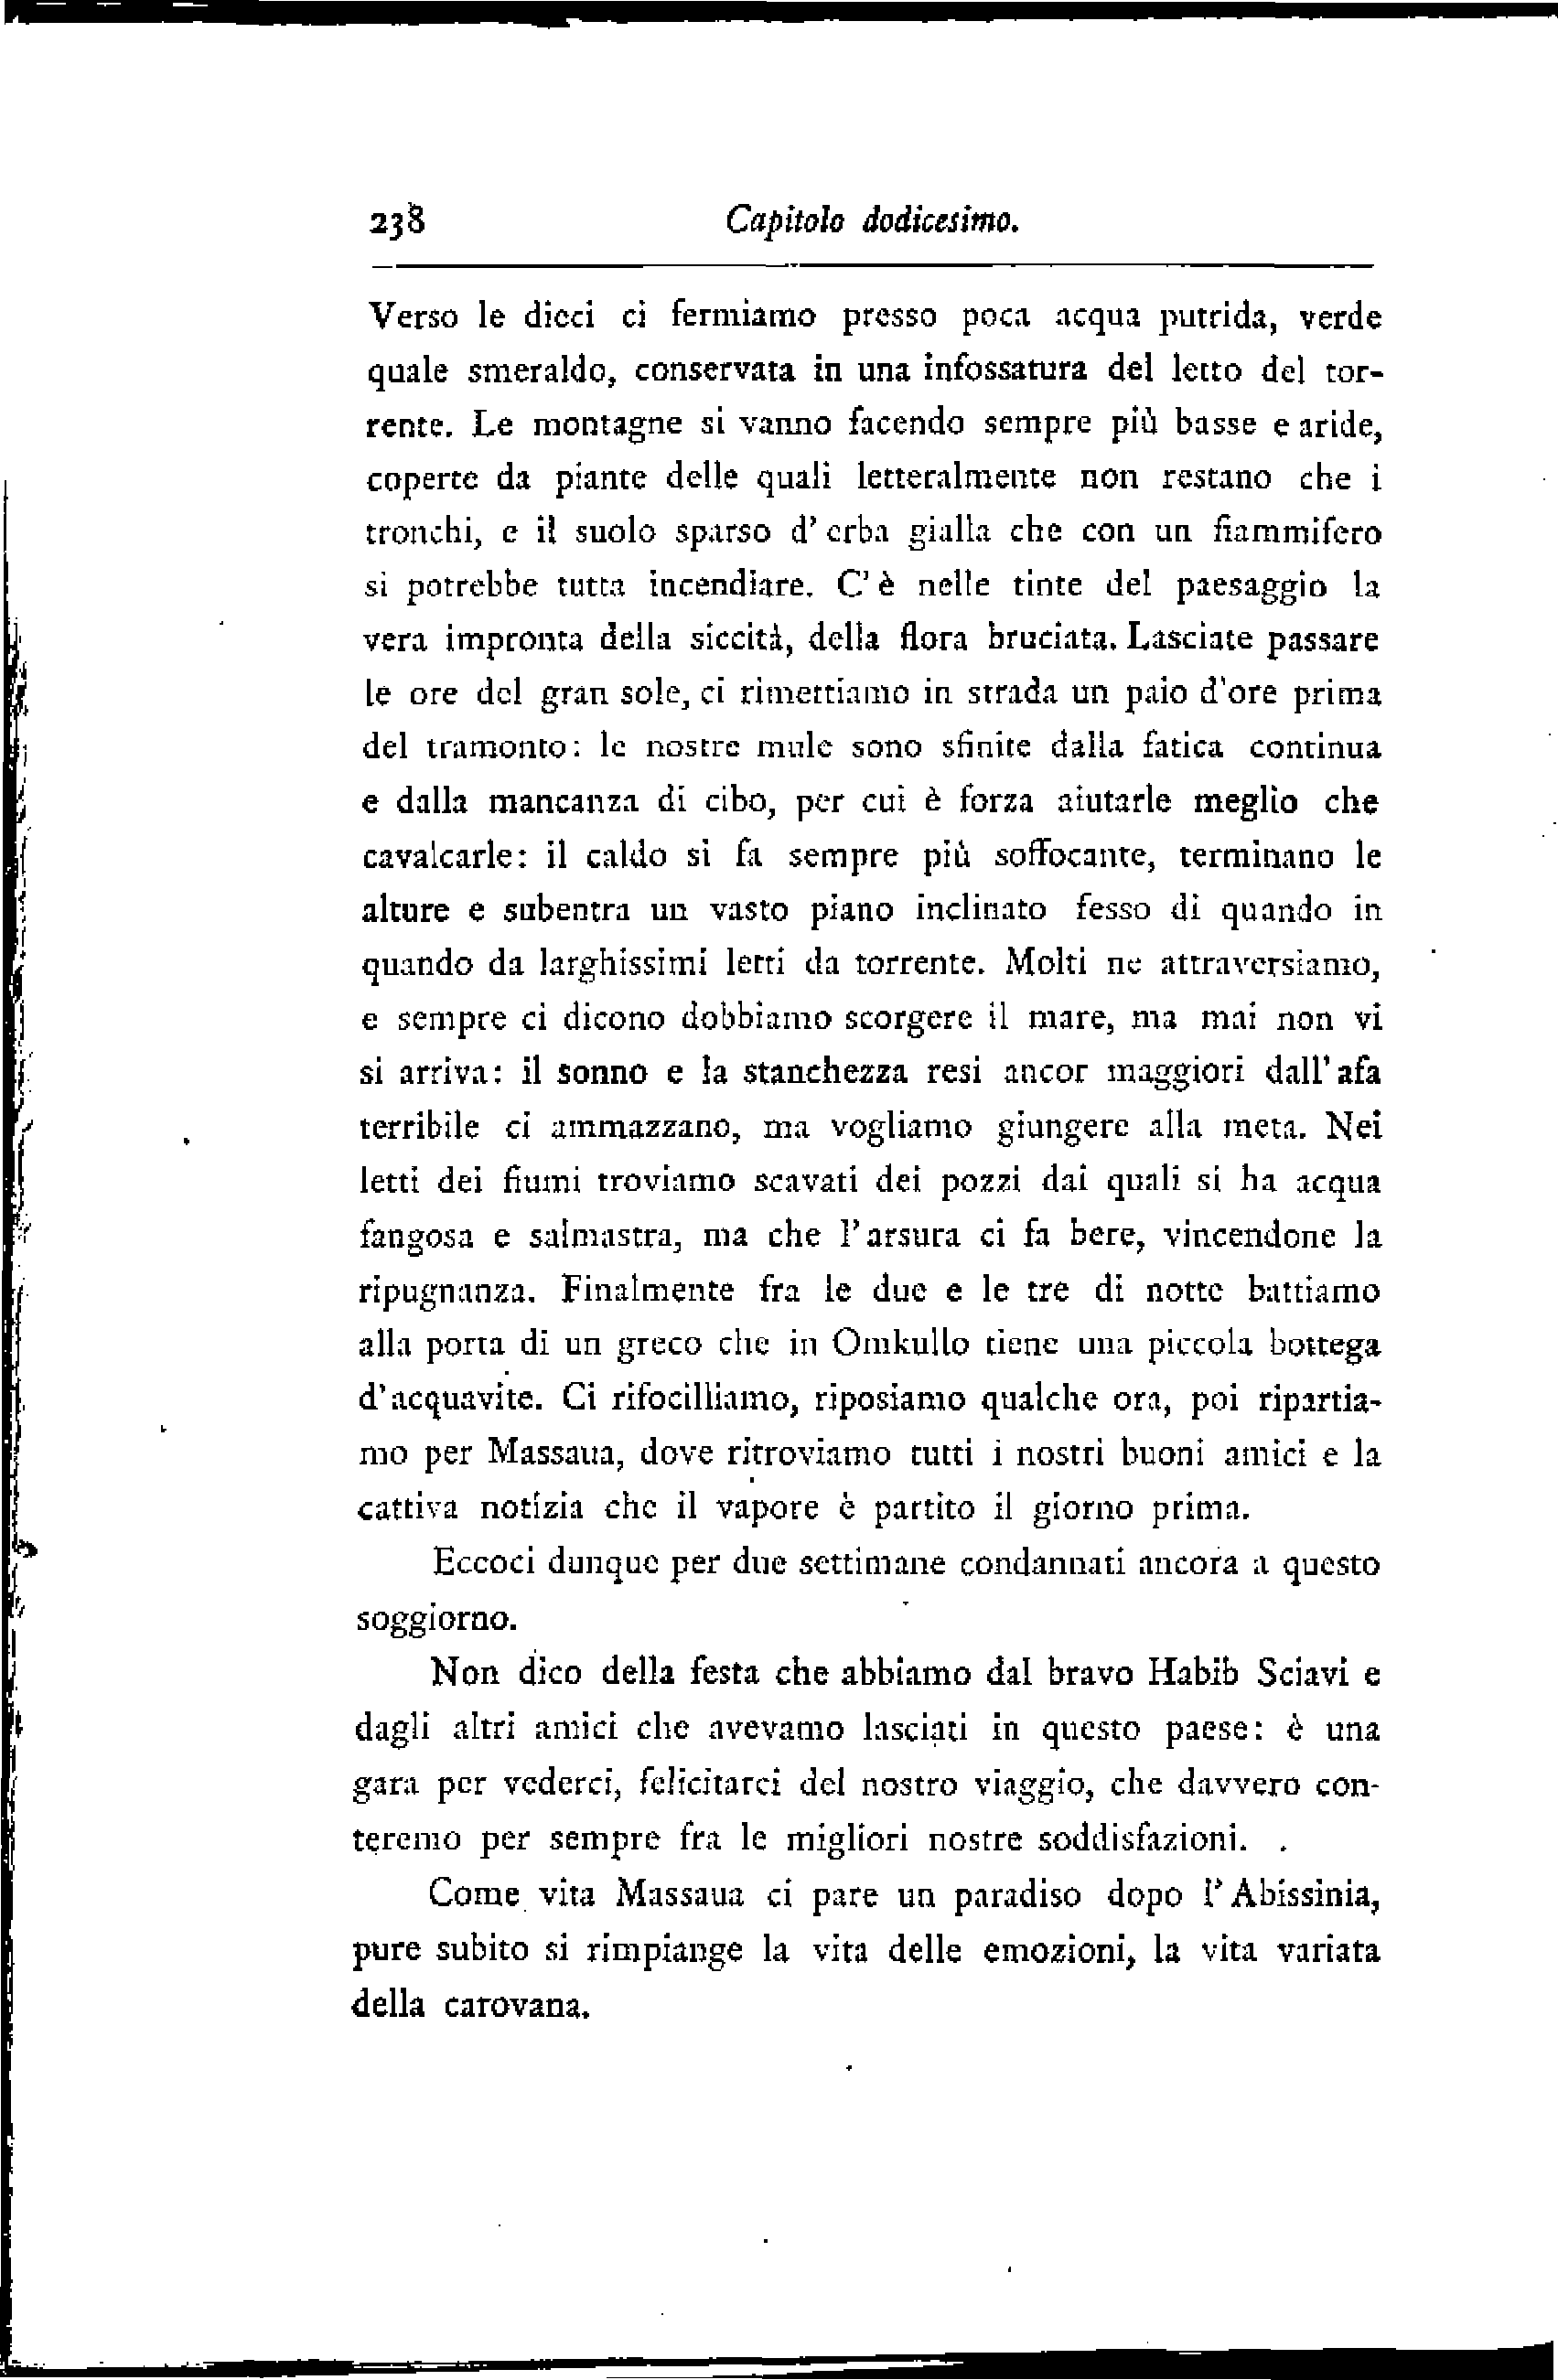 238 Capitolo dodicesimo.
Verso le dieci ci fermiamo presso poca acqua putrida, verde
quale smeraldo, conservata in una infossatura del letto del tor-
rente. Le montagne si vanno facendo sempre più basse e aride,
coperte da piante delle quali letteralmente non restano che i
tronchi, e il suolo sparso d'erba gialla che con un fiammifero
si potrebbe tutta incendiare. C'è nelle tinte del paesaggio la
vera impronta della siccità, della flora bruciata. Lasciate passare
le ore del gran sole, ci rimettiamo in strada un paio d'ore prima
del tramonto: le nostre mule sono sfinite dalla fatica continua
e dalla mancanza di cibo, per cui è forza aiutarle meglio che
cavalcarle: il caldo si fa sempre più soffocante, terminano le
alture e subentra un vasto piano inclinato fesso di quando in
quando da larghissimi letti da torrente. Molti ne attraversiamo,
e sempre ci dicono dobbiamo scorgere il mare, ma mai non vi
si arriva: il sonno e la stanchezza resi ancor maggiori dall'afa
terribile ci ammazzano, ma vogliamo giungere alla meta. Nei
letti dei fiumi troviamo scavati dei pozzi dai quali si ha acqua
fangosa e salmastra, ma che l'arsura ci fa bere, vincendone la
ripugnanza. Finalmente fra le due e le tre di notte battiamo
alla porta di un greco che in Omkullo tiene una piccola bottega
d'acquavite. Ci rifocilliamo, riposiamo qualche ora, poi ripartia-
mo per Massaua, dove ritroviamo tutti i nostri buoni amici e la
cattiva notizia che il vapore è partito il giorno prima.
Eccoci dunque per due settimane condannati ancora a questo
soggiorno.
Non dico della festa che abbiamo dal bravo Habib Sciavi e
dagli altri amici che avevamo lasciati in questo paese: è una
gara per vederci, felicitarci del nostro viaggio, che davvero con-
teremo per sempre fra le migliori nostre soddisfazioni.
Come vita Massaua ci pare un paradiso dopo l'Abissinia,
pure subito si rimpiange la vita delle emozioni, la vita variata
della carovana.